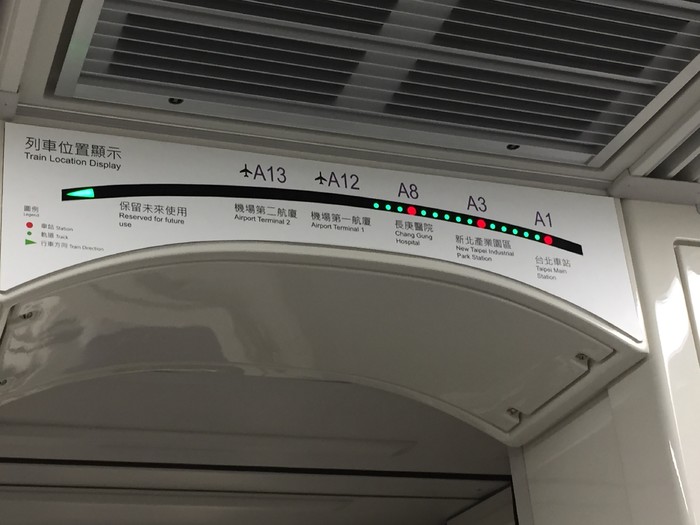 列車位置顯示
Train Location Display
A13
A12
A8
A3
A1
圖例
Legend
車站 Station
軌道 Track
行車方向 Train Direction
保留未來使用
Reserved for future
use
機場第二航廈
Airport Terminal 2
機場第一航廈
Airport Terminal 1
長庚醫院
Chang Gung
Hospital
新北產業園區
New Taipei Industrial
Park Station
台北車站
Taipei Main
Station